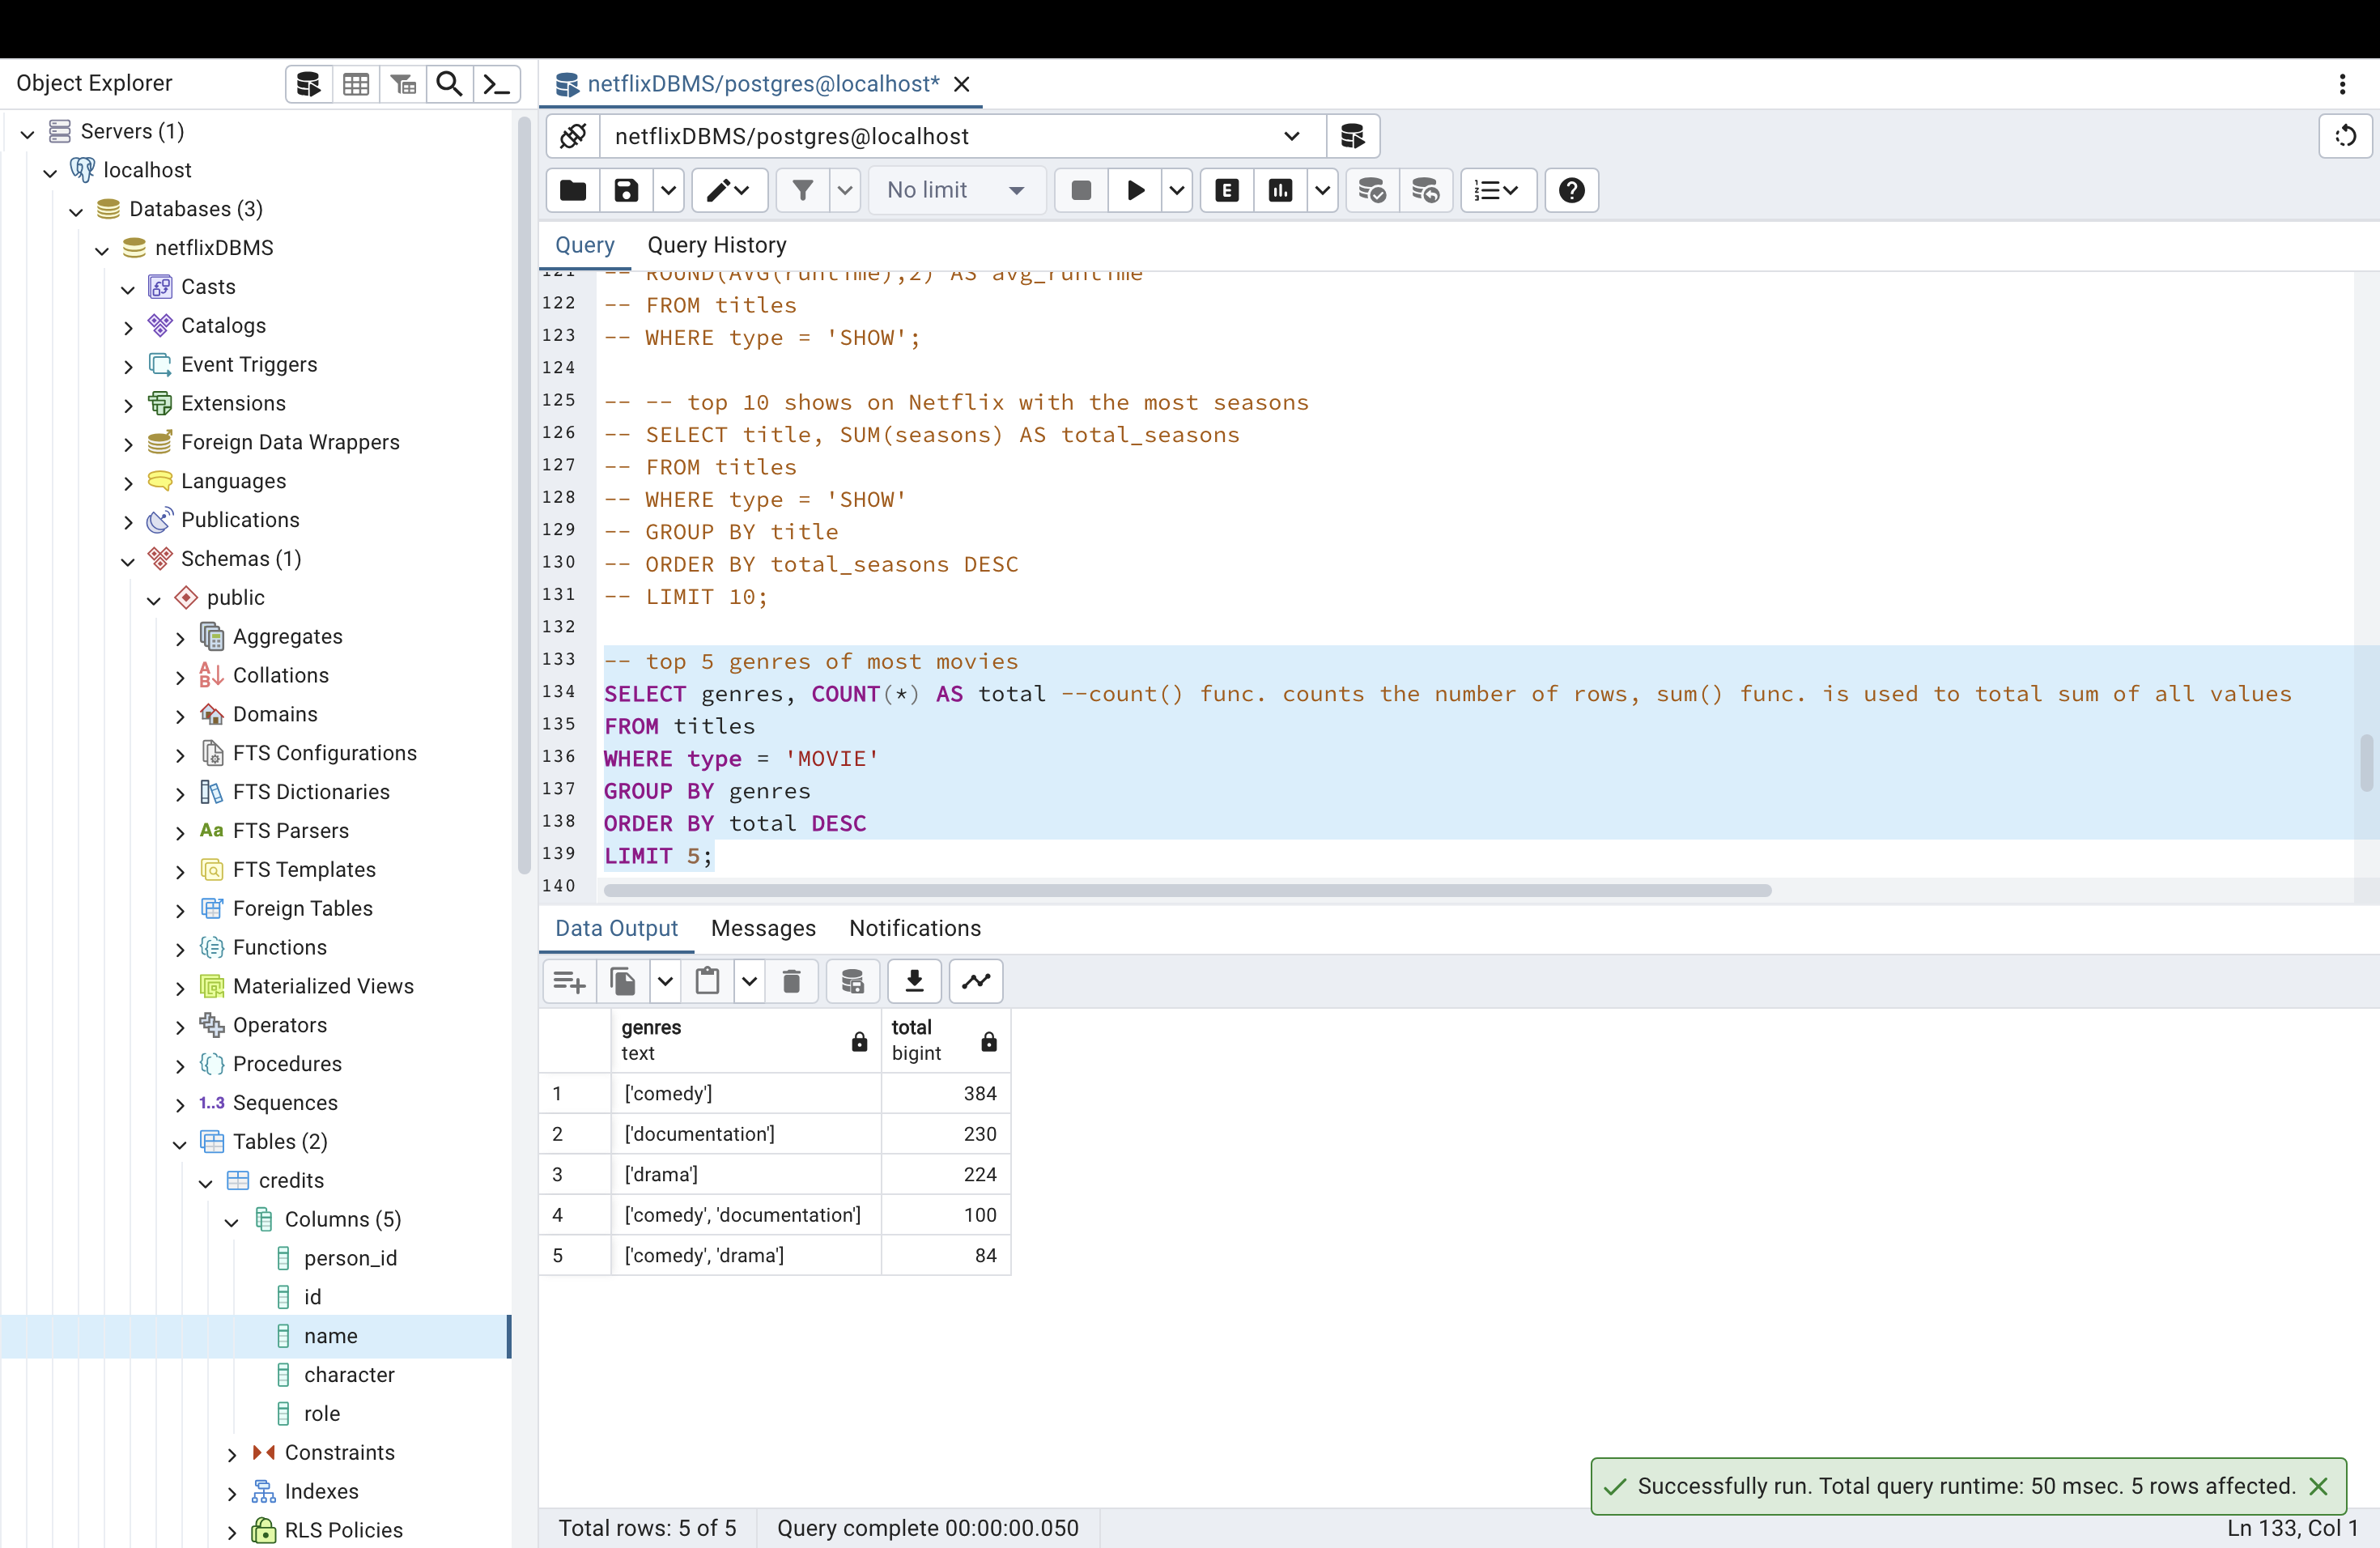 Object Explorer
Servers (1)
localhost
Databases (3)
netflixDBMS
Casts
Catalogs
Event Triggers
Extensions
Foreign Data Wrappers
Languages
Publications
Schemas (1)
public
Aggregates
Collations
Domains
FTS Configurations
FTS Dictionaries
Aa FTS Parsers
FTS Templates
Foreign Tables
Functions
Materialized Views
Operators
Procedures
1..3 Sequences
Tables (2)
credits
Columns (5)
person_id
id
name
character
role
Constraints
Indexes
RLS Policies
netflixDBMS/postgres@localhost*
netflixDBMS/postgres@localhost
No limit
E
Query Query History
121 -- ROUND(AVG(runtime),2) AS avg_runtime
122 -- FROM titles
123 -- WHERE type = 'SHOW';
124
125 -- -- top 10 shows on Netflix with the most seasons
126 -- SELECT title, SUM(seasons) AS total_seasons
127 -- FROM titles
128 -- WHERE type = 'SHOW'
129 -- GROUP BY title
130 -- ORDER BY total_seasons DESC
131 -- LIMIT 10;
132
133 -- top 5 genres of most movies
134 SELECT genres, COUNT(*) AS total --count() func. counts the number of rows, sum() func. is used to total sum of all values
135 FROM titles
136 WHERE type = 'MOVIE'
137 GROUP BY genres
138 ORDER BY total DESC
139 LIMIT 5;
140
Data Output Messages Notifications
genres total
text bigint
1 ['comedy'] 384
2 ['documentation'] 230
3 ['drama'] 224
4 ['comedy', 'documentation'] 100
5 ['comedy', 'drama'] 84
Successfully run. Total query runtime: 50 msec. 5 rows affected.
Total rows: 5 of 5 Query complete 00:00:00.050 Ln 133, Col 1